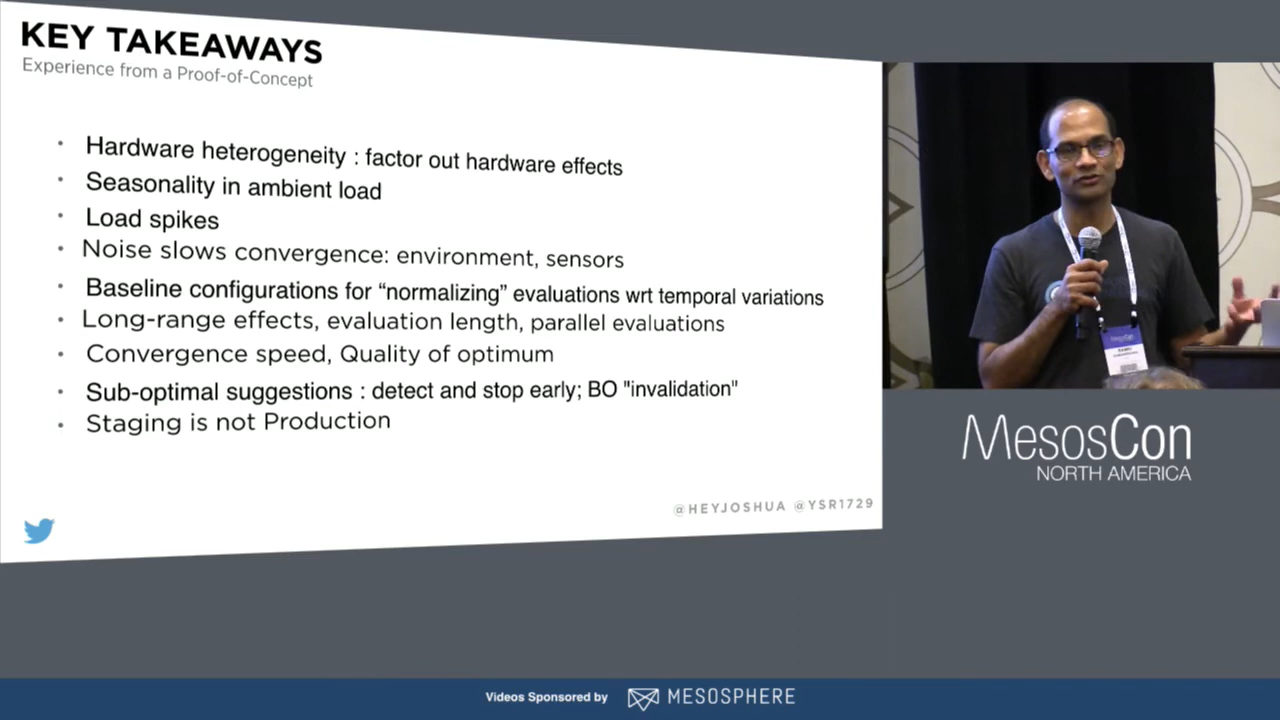 KEY TAKEAWAYS
Experience from a Proof-of-Concept
• Hardware heterogeneity : factor out hardware effects
• Seasonality in ambient load
• Load spikes
• Noise slows convergence: environment, sensors
• Baseline configurations for “normalizing” evaluations wrt temporal variations
• Long-range effects, evaluation length, parallel evaluations
• Convergence speed, Quality of optimum
• Sub-optimal suggestions : detect and stop early; BO "invalidation"
• Staging is not Production
@HEYJOSHUA @YSR1729
MesosCon
NORTH AMERICA
Videos Sponsored by MESOSPHERE